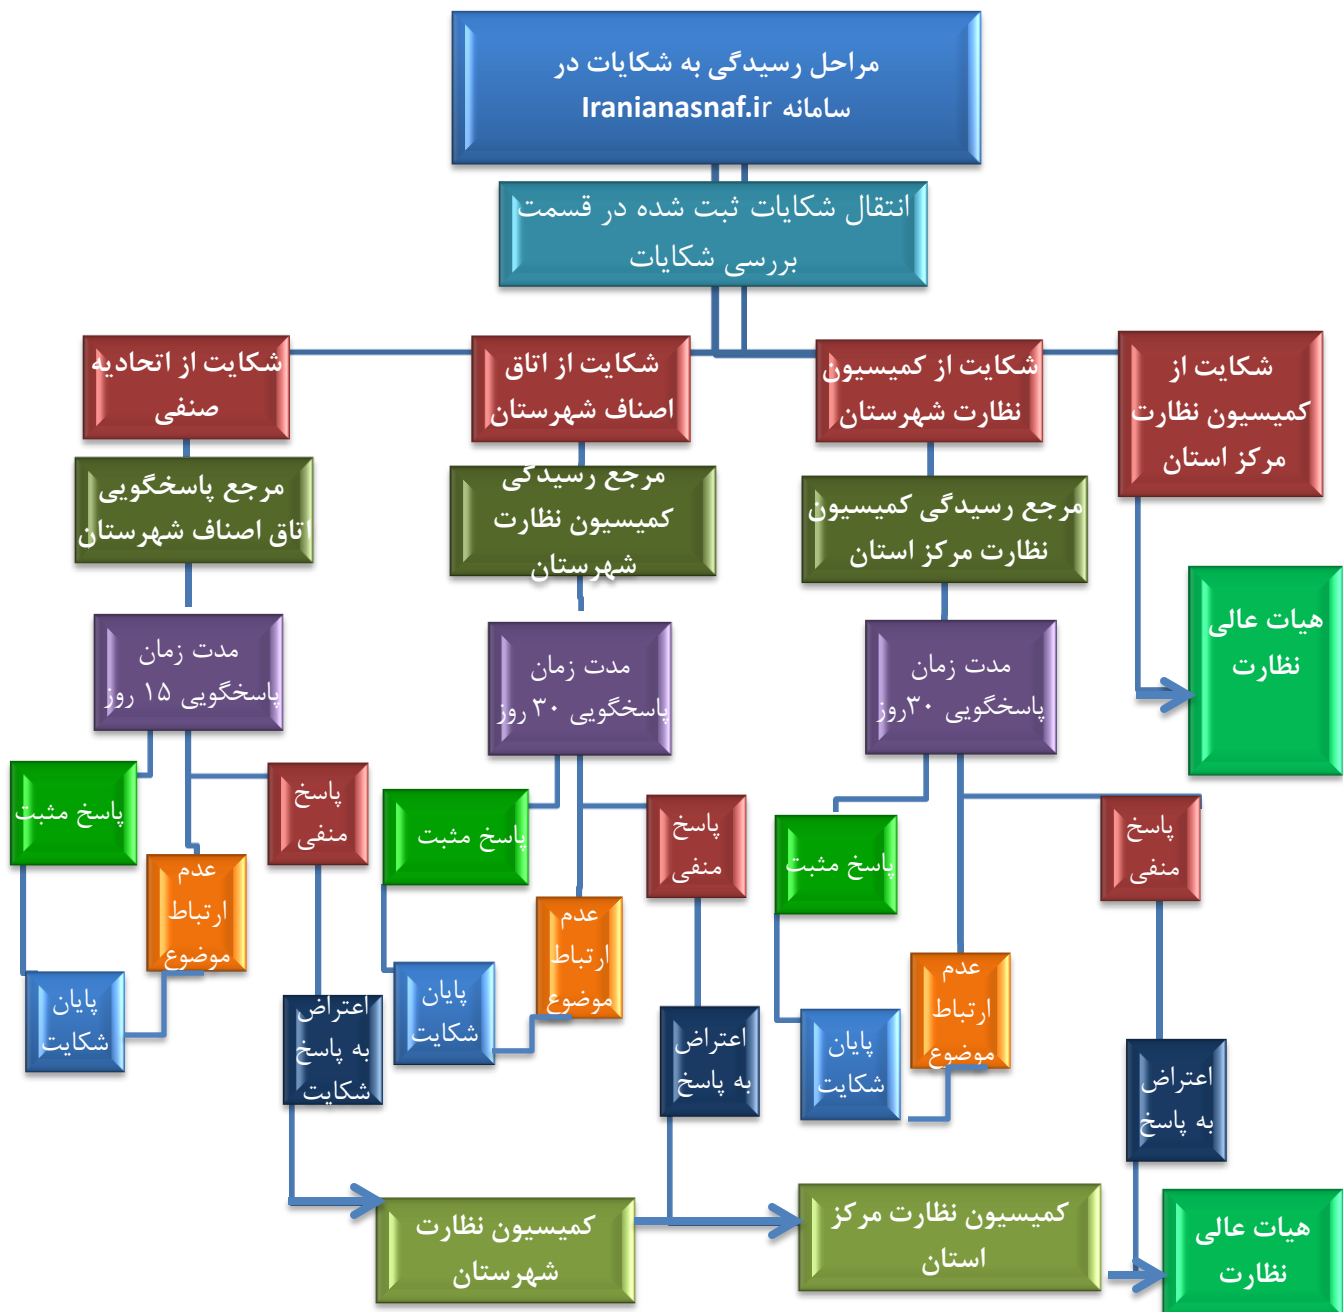 مراحل رسیدگی به شکایات در
سامانه Iranianasnaf.ir
انتقال شکایات ثبت شده در قسمت
بررسی شکایات
شکایت از
کمیسیون نظارت
مرکز استان
شکایت از کمیسیون
نظارت شهرستان
شکایت از اتاق
اصناف شهرستان
شکایت از اتحادیه
صنفی
هیات عالی
نظارت
مرجع رسیدگی کمیسیون
نظارت مرکز استان
مرجع رسیدگی
کمیسیون نظارت
شهرستان
مرجع پاسخگویی
اتاق اصناف شهرستان
مدت زمان
پاسخگویی ۳۰روز
مدت زمان
پاسخگویی ۳۰ روز
مدت زمان
پاسخگویی ۱۵ روز
پاسخ
منفی
پاسخ مثبت
پاسخ
منفی
پاسخ مثبت
پاسخ
منفی
پاسخ مثبت
عدم
ارتباط
موضوع
عدم
ارتباط
موضوع
عدم
ارتباط
موضوع
اعتراض
به پاسخ
پایان
شکایت
اعتراض
به پاسخ
پایان
شکایت
اعتراض
به پاسخ
شکایت
پایان
شکایت
هیات عالی
نظارت
کمیسیون نظارت مرکز
استان
کمیسیون نظارت
شهرستان